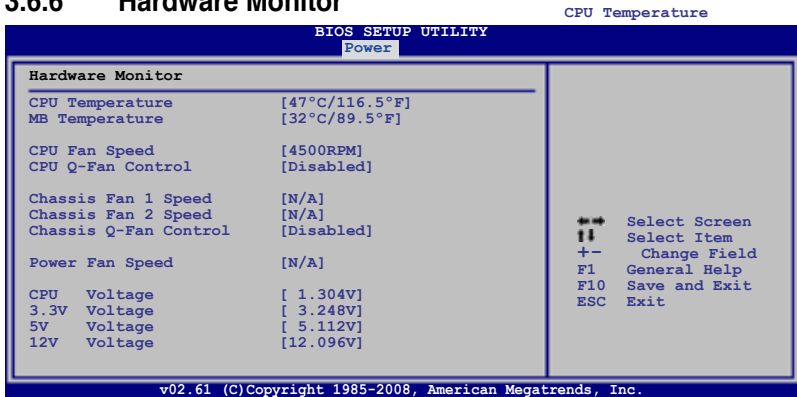 3.6.6 Hardware Monitor
CPU Temperature
BIOS SETUP UTILITY
Power
Hardware Monitor
CPU Temperature [47°C/116.5°F]
MB Temperature [32°C/89.5°F]
CPU Fan Speed [4500RPM]
CPU Q-Fan Control [Disabled]
Chassis Fan 1 Speed [N/A]
Chassis Fan 2 Speed [N/A]
Chassis Q-Fan Control [Disabled]
Power Fan Speed [N/A]
CPU Voltage [ 1.304V]
3.3V Voltage [ 3.248V]
5V Voltage [ 5.112V]
12V Voltage [12.096V]
←→ Select Screen
↑↓ Select Item
+- Change Field
F1 General Help
F10 Save and Exit
ESC Exit
v02.61 (C)Copyright 1985-2008, American Megatrends, Inc.